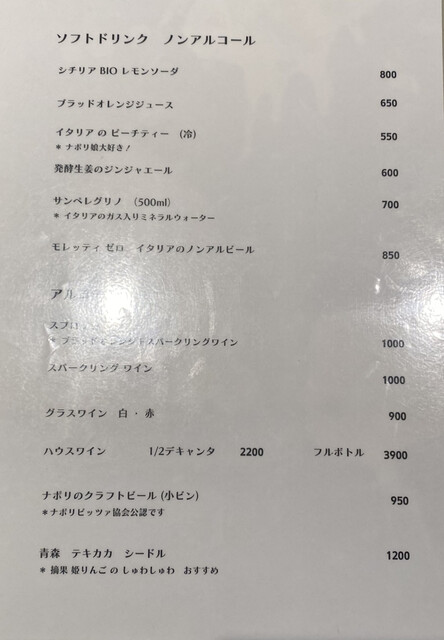 ソフトドリンク　ノンアルコール
シチリア BIO レモンソーダ 800
ブラッドオレンジジュース 650
イタリア の ピーチティー （冷） 550
＊ ナポリ娘大好き！
発酵生姜のジンジャエール 600
サンペレグリノ （500ml） 700
＊ イタリアのガス入りミネラルウォーター
モレッティ ゼロ　イタリアのノンアルビール 850
アル
スプ
＊ ブラッドオレンジ＋スパークリングワイン 1000
スパークリング ワイン 1000
グラスワイン　白 ・ 赤 900
ハウスワイン 1/2デキャンタ 2200 フルボトル 3900
ナポリのクラフトビール (小ビン) 950
＊ナポリピッツァ協会公認です
青森　テキカカ　シードル 1200
＊ 摘果 姫りんご の しゅわしゅわ　おすすめ